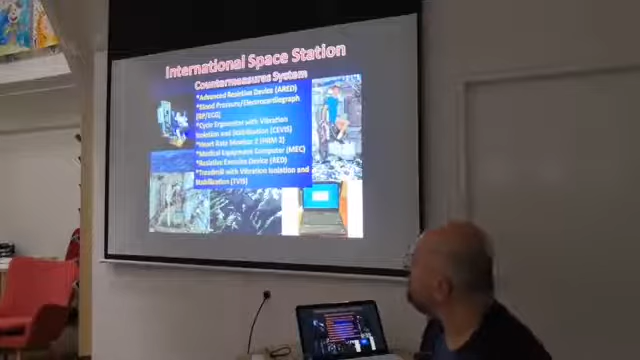 International Space Station
Countermeasures System
*Advanced Resistive Device (ARED)
*Blood Pressure/Electrocardiograph
(BP/ECG)
*Cycle Ergometer with Vibration
Isolation and Stabilization (CEVIS)
*Heart Rate Monitor 2 (HRM 2)
*Medical Equipment Computer (MEC)
*Resistive Exercise Device (RED)
*Treadmill with Vibration Isolation and
Stabilization (TVIS)